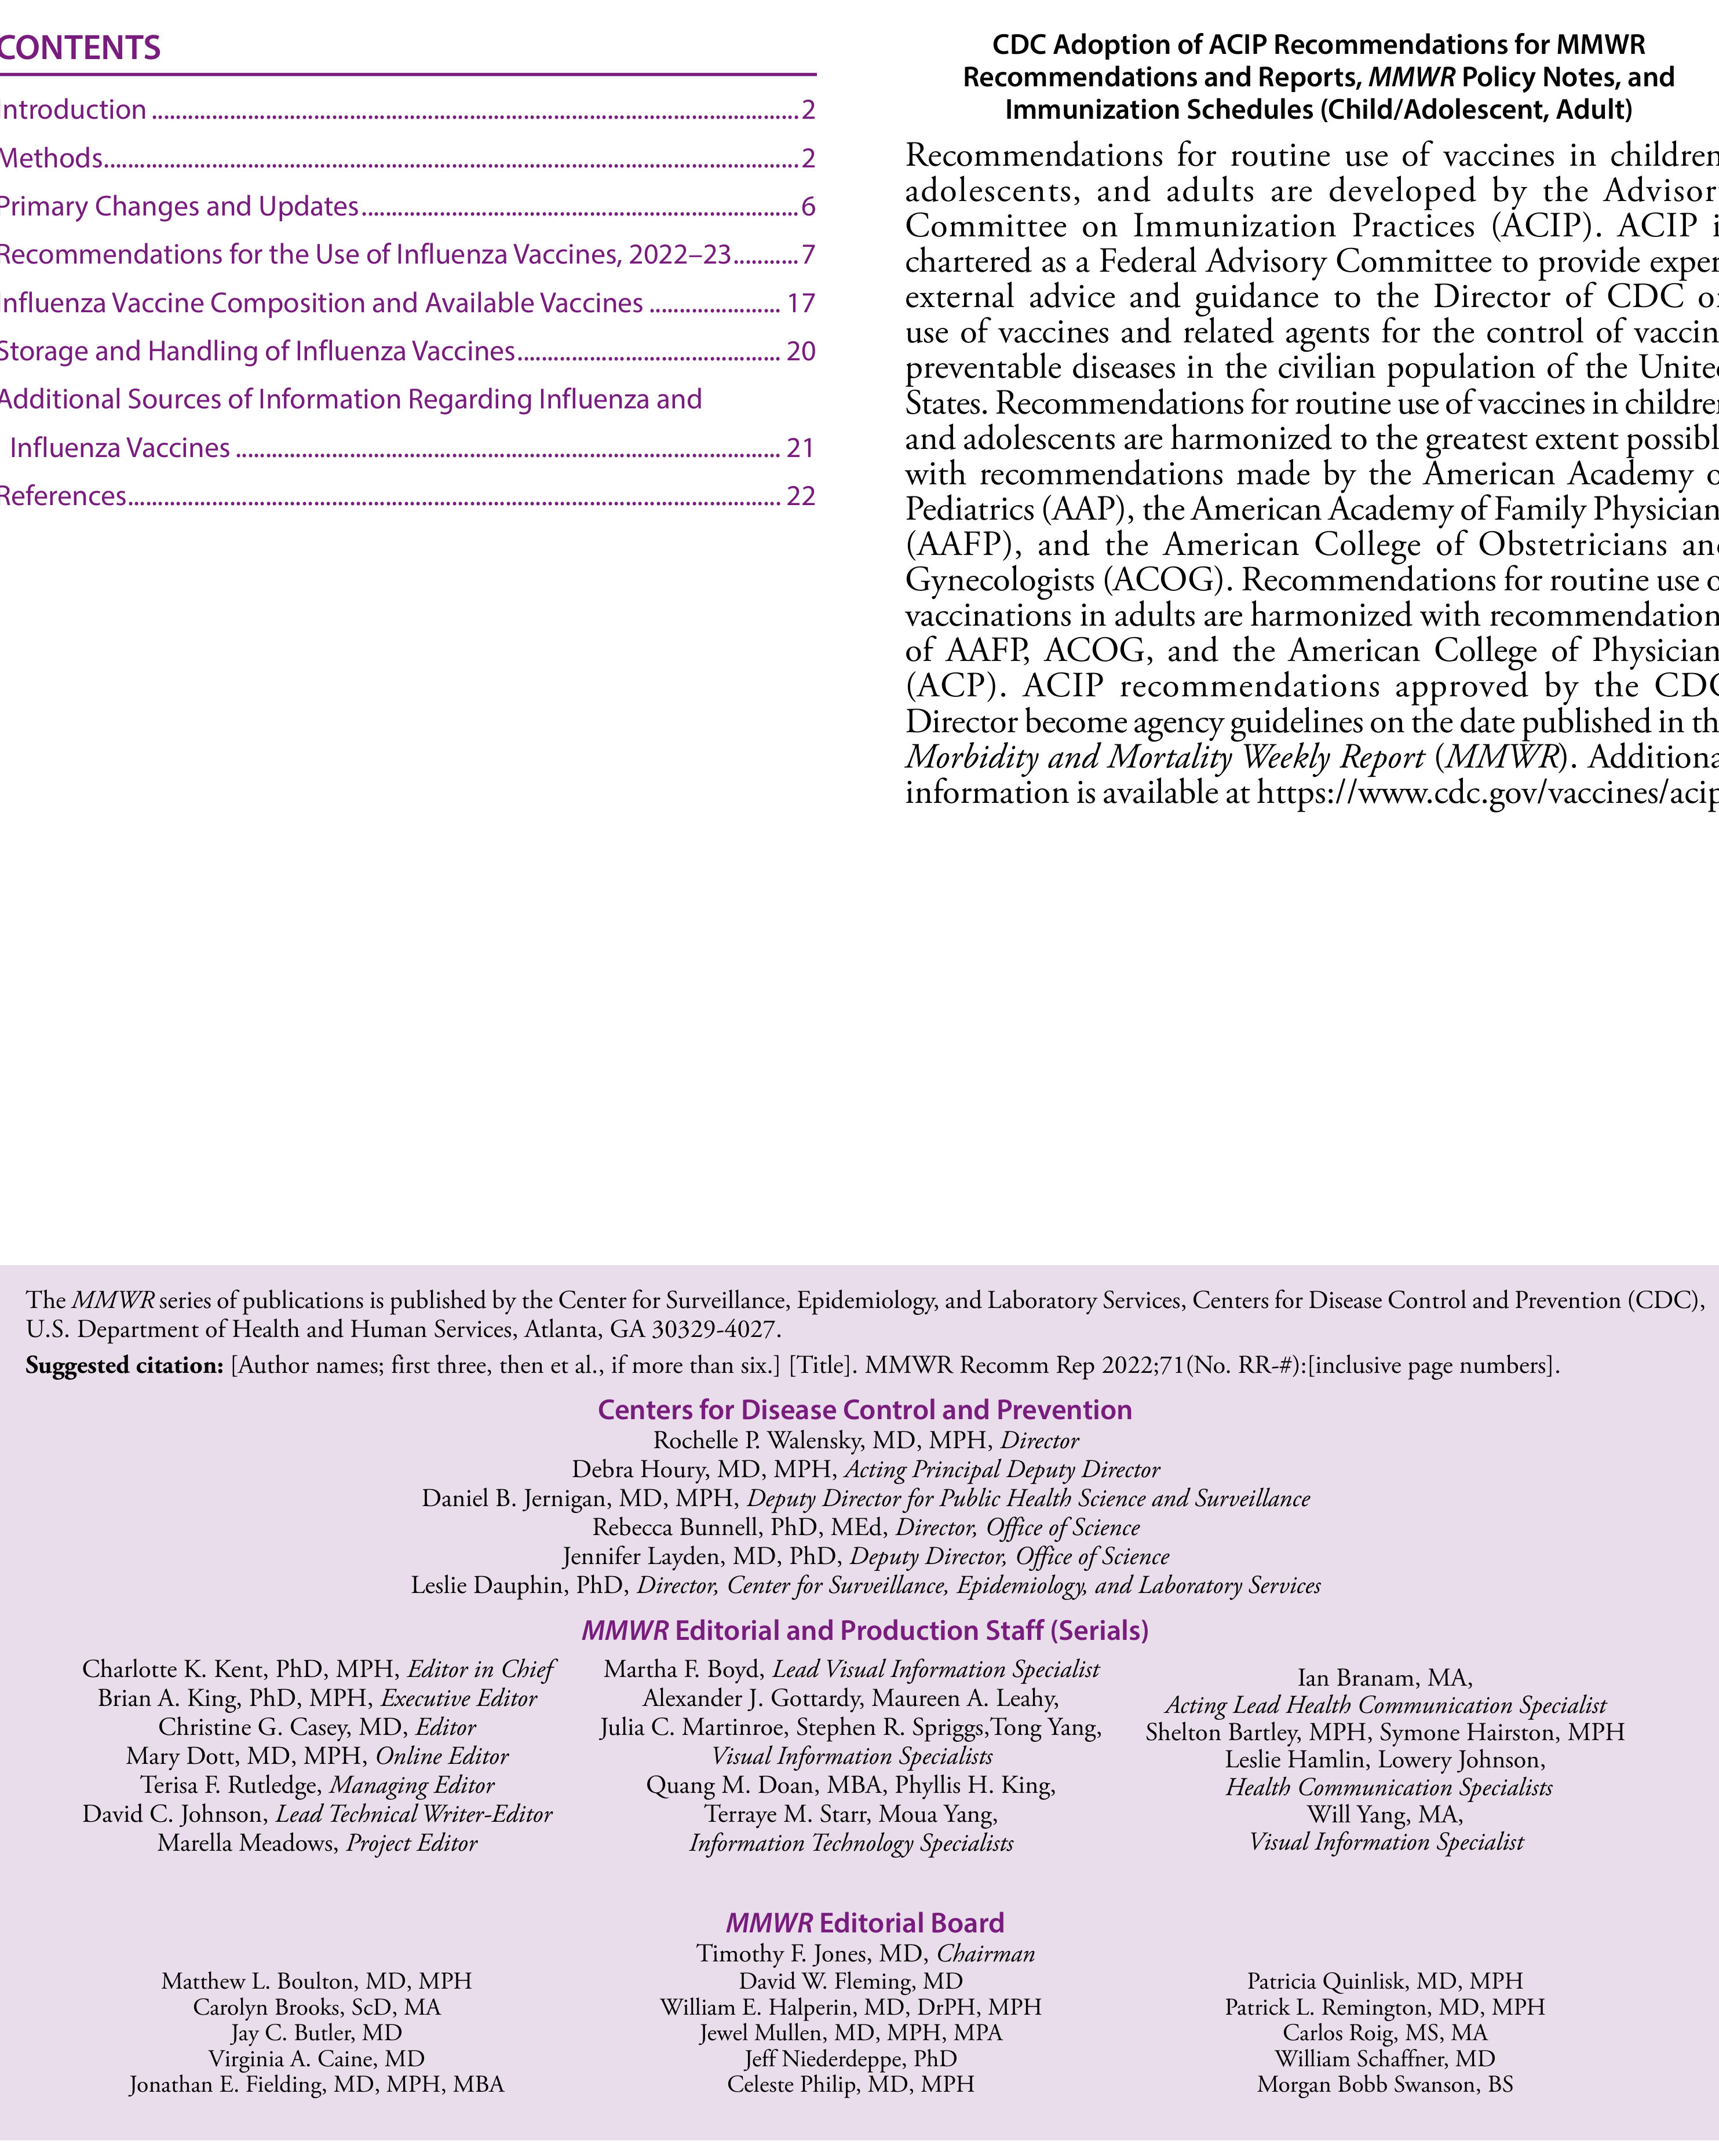 CONTENTS
Introduction ..........2
Methods..........2
Primary Changes and Updates..........6
Recommendations for the Use of Influenza Vaccines, 2022–23..........7
Influenza Vaccine Composition and Available Vaccines .......... 17
Storage and Handling of Influenza Vaccines.......... 20
Additional Sources of Information Regarding Influenza and
Influenza Vaccines .......... 21
References.......... 22
CDC Adoption of ACIP Recommendations for MMWR
Recommendations and Reports, MMWR Policy Notes, and
Immunization Schedules (Child/Adolescent, Adult)
Recommendations for routine use of vaccines in children
adolescents, and adults are developed by the Advisor
Committee on Immunization Practices (ACIP). ACIP i
chartered as a Federal Advisory Committee to provide exper
external advice and guidance to the Director of CDC on
use of vaccines and related agents for the control of vaccin
preventable diseases in the civilian population of the United
States. Recommendations for routine use of vaccines in children
and adolescents are harmonized to the greatest extent possibl
with recommendations made by the American Academy o
Pediatrics (AAP), the American Academy of Family Physician
(AAFP), and the American College of Obstetricians and
Gynecologists (ACOG). Recommendations for routine use o
vaccinations in adults are harmonized with recommendation
of AAFP, ACOG, and the American College of Physician
(ACP). ACIP recommendations approved by the CDC
Director become agency guidelines on the date published in th
Morbidity and Mortality Weekly Report (MMWR). Additiona
information is available at https://www.cdc.gov/vaccines/acip
The MMWR series of publications is published by the Center for Surveillance, Epidemiology, and Laboratory Services, Centers for Disease Control and Prevention (CDC),
U.S. Department of Health and Human Services, Atlanta, GA 30329-4027.
Suggested citation: [Author names; first three, then et al., if more than six.] [Title]. MMWR Recomm Rep 2022;71(No. RR-#):[inclusive page numbers].
Centers for Disease Control and Prevention
Rochelle P. Walensky, MD, MPH, Director
Debra Houry, MD, MPH, Acting Principal Deputy Director
Daniel B. Jernigan, MD, MPH, Deputy Director for Public Health Science and Surveillance
Rebecca Bunnell, PhD, MEd, Director, Office of Science
Jennifer Layden, MD, PhD, Deputy Director, Office of Science
Leslie Dauphin, PhD, Director, Center for Surveillance, Epidemiology, and Laboratory Services
MMWR Editorial and Production Staff (Serials)
Charlotte K. Kent, PhD, MPH, Editor in Chief
Brian A. King, PhD, MPH, Executive Editor
Christine G. Casey, MD, Editor
Mary Dott, MD, MPH, Online Editor
Terisa F. Rutledge, Managing Editor
David C. Johnson, Lead Technical Writer-Editor
Marella Meadows, Project Editor
Martha F. Boyd, Lead Visual Information Specialist
Alexander J. Gottardy, Maureen A. Leahy,
Julia C. Martinroe, Stephen R. Spriggs,Tong Yang,
Visual Information Specialists
Quang M. Doan, MBA, Phyllis H. King,
Terraye M. Starr, Moua Yang,
Information Technology Specialists
Ian Branam, MA,
Acting Lead Health Communication Specialist
Shelton Bartley, MPH, Symone Hairston, MPH
Leslie Hamlin, Lowery Johnson,
Health Communication Specialists
Will Yang, MA,
Visual Information Specialist
MMWR Editorial Board
Timothy F. Jones, MD, Chairman
Matthew L. Boulton, MD, MPH
Carolyn Brooks, ScD, MA
Jay C. Butler, MD
Virginia A. Caine, MD
Jonathan E. Fielding, MD, MPH, MBA
David W. Fleming, MD
William E. Halperin, MD, DrPH, MPH
Jewel Mullen, MD, MPH, MPA
Jeff Niederdeppe, PhD
Celeste Philip, MD, MPH
Patricia Quinlisk, MD, MPH
Patrick L. Remington, MD, MPH
Carlos Roig, MS, MA
William Schaffner, MD
Morgan Bobb Swanson, BS